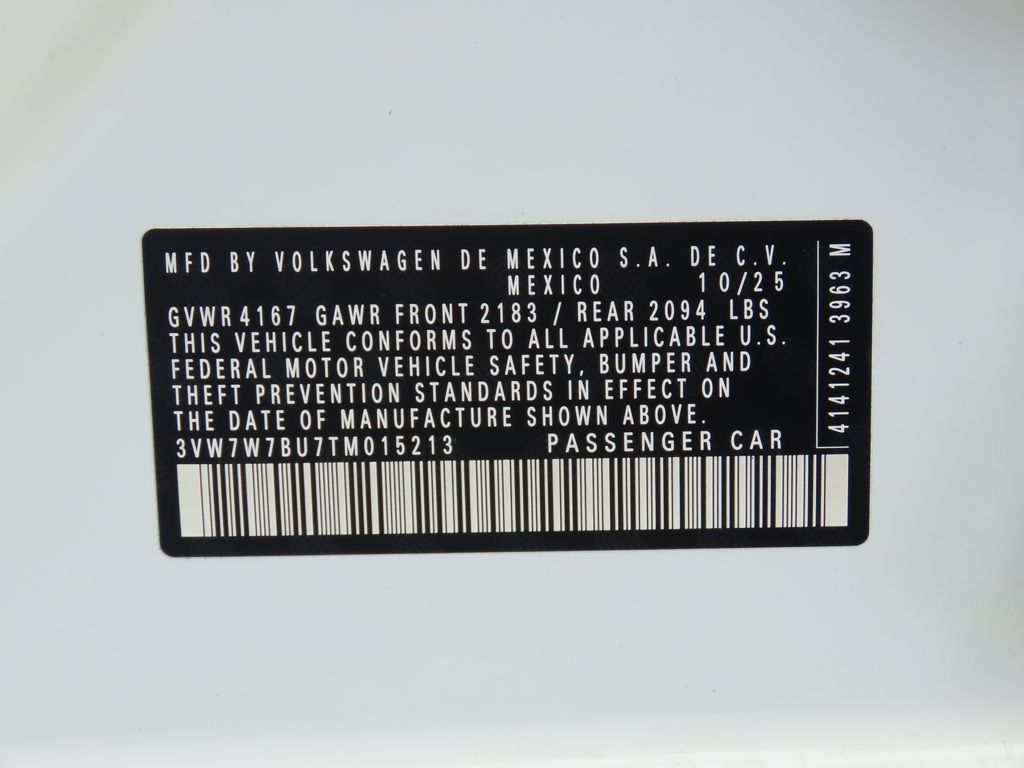 MFD BY VOLKSWAGEN DE MEXICO S.A. DE C.V.
MEXICO 10/25
GVWR 4167 GAWR FRONT 2183 / REAR 2094 LBS
THIS VEHICLE CONFORMS TO ALL APPLICABLE U.S.
FEDERAL MOTOR VEHICLE SAFETY, BUMPER AND
THEFT PREVENTION STANDARDS IN EFFECT ON
THE DATE OF MANUFACTURE SHOWN ABOVE.
3VW7W7BU7TM015213 PASSENGER CAR
4141241 3963 M